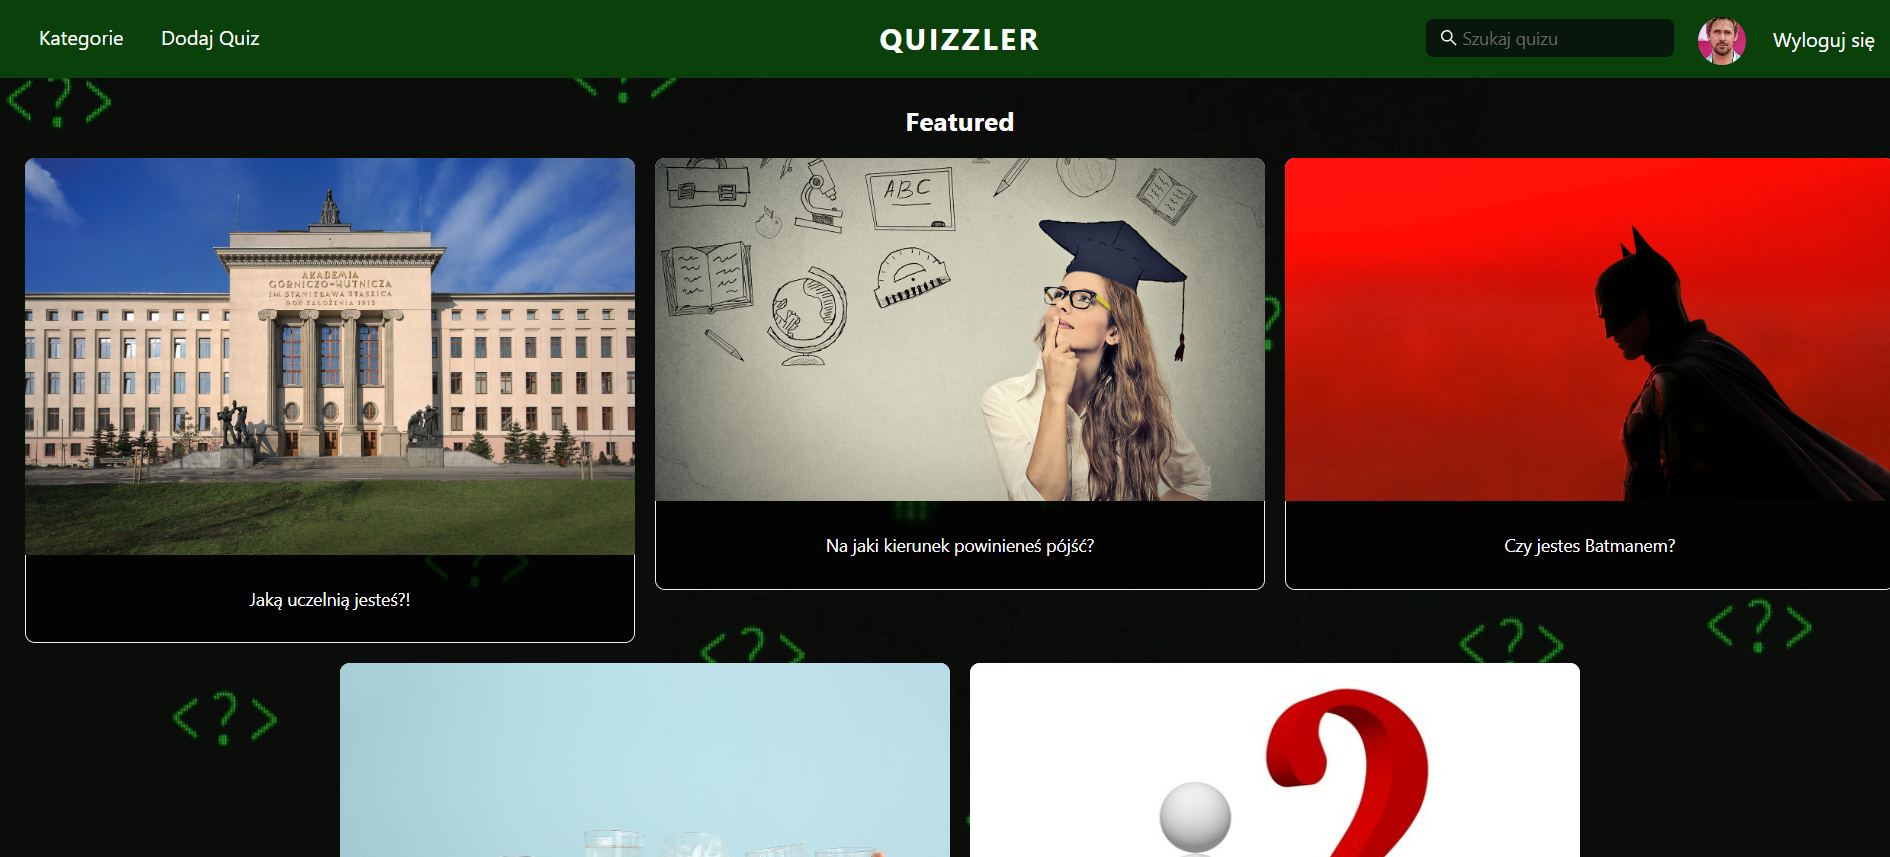 Kategorie
Dodaj Quiz
QUIZZLER
Szukaj quizu
Wyloguj się
Featured
AKADEMIA
GÓRNICZO-HUTNICZA
IM. STANISŁAWA STASZICA
ROK ZAŁOŻENIA 1913
ABC
Jaką uczelnią jesteś?!
Na jaki kierunek powinieneś pójść?
Czy jestes Batmanem?
<?>
<?>
<?>
<?>
<?>